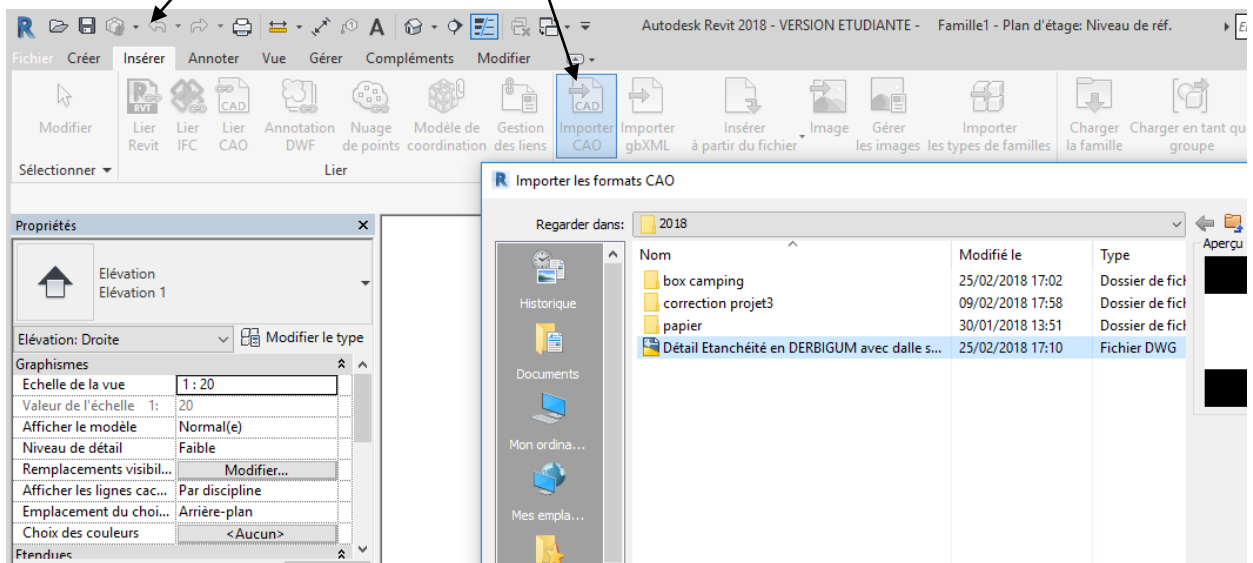 Autodesk Revit 2018 - VERSION ETUDIANTE - Famille1 - Plan d'étage: Niveau de réf.
Fichier Créer Insérer Annoter Vue Gérer Compléments Modifier
Modifier
Lier Revit
Lier IFC
Lier CAO
Annotation DWF
Nuage de points
Modèle de coordination
Gestion des liens
Importer CAO
Importer gbXML
Insérer à partir du fichier
Image
Gérer les images
Importer les types de familles
Charger la famille
Charger en tant qu
groupe
Sélectionner
Lier
Importer les formats CAO
Regarder dans: 2018
Nom Modifié le Type
box camping 25/02/2018 17:02 Dossier de fich
correction projet3 09/02/2018 17:58 Dossier de fich
papier 30/01/2018 13:51 Dossier de fich
Détail Etanchéité en DERBIGUM avec dalle s... 25/02/2018 17:10 Fichier DWG
Aperçu
Historique
Documents
Mon ordina...
Mes empla...
Propriétés
Elévation
Elévation 1
Elévation: Droite Modifier le type
Graphismes
Echelle de la vue 1 : 20
Valeur de l'échelle 1: 20
Afficher le modèle Normal(e)
Niveau de détail Faible
Remplacements visibil... Modifier...
Afficher les lignes cac... Par discipline
Emplacement du choi... Arrière-plan
Choix des couleurs <Aucun>
Etendues